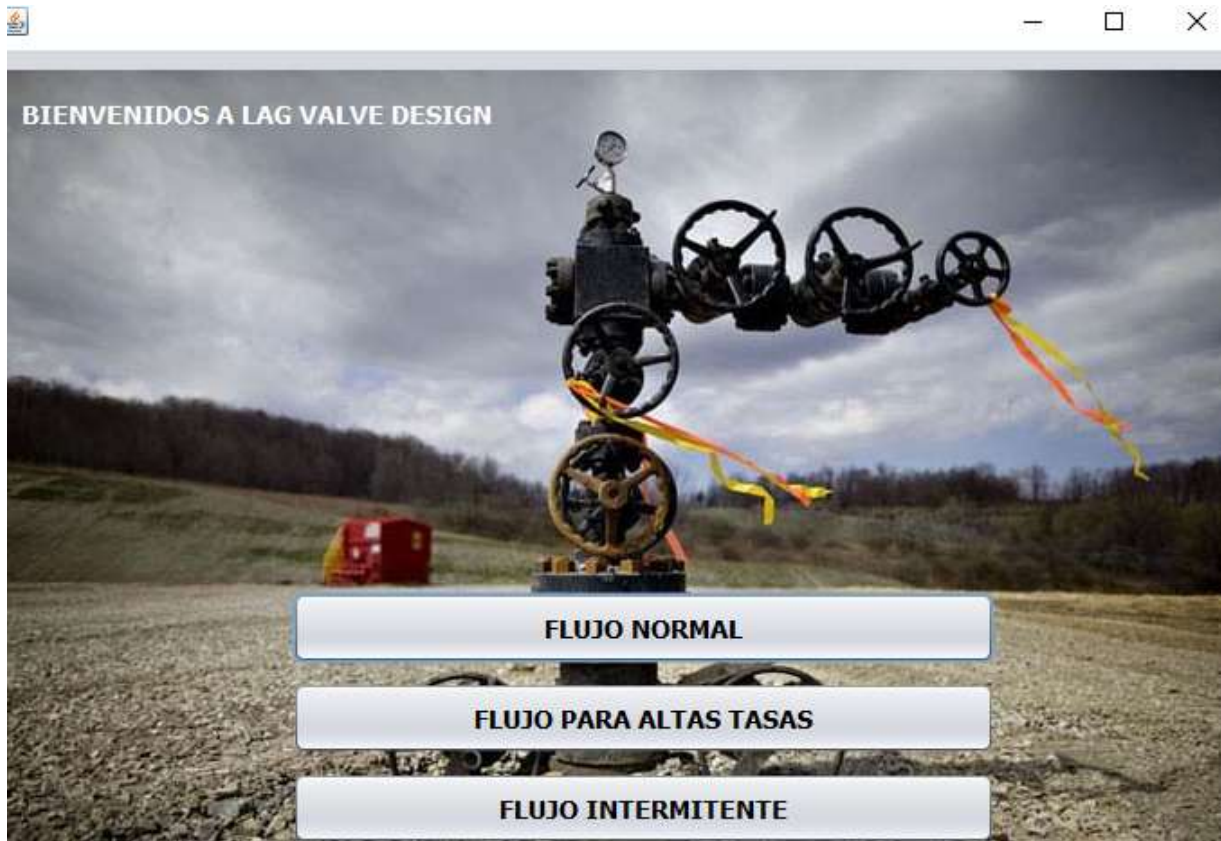 BIENVENIDOS A LAG VALVE DESIGN
FLUJO NORMAL
FLUJO PARA ALTAS TASAS
FLUJO INTERMITENTE